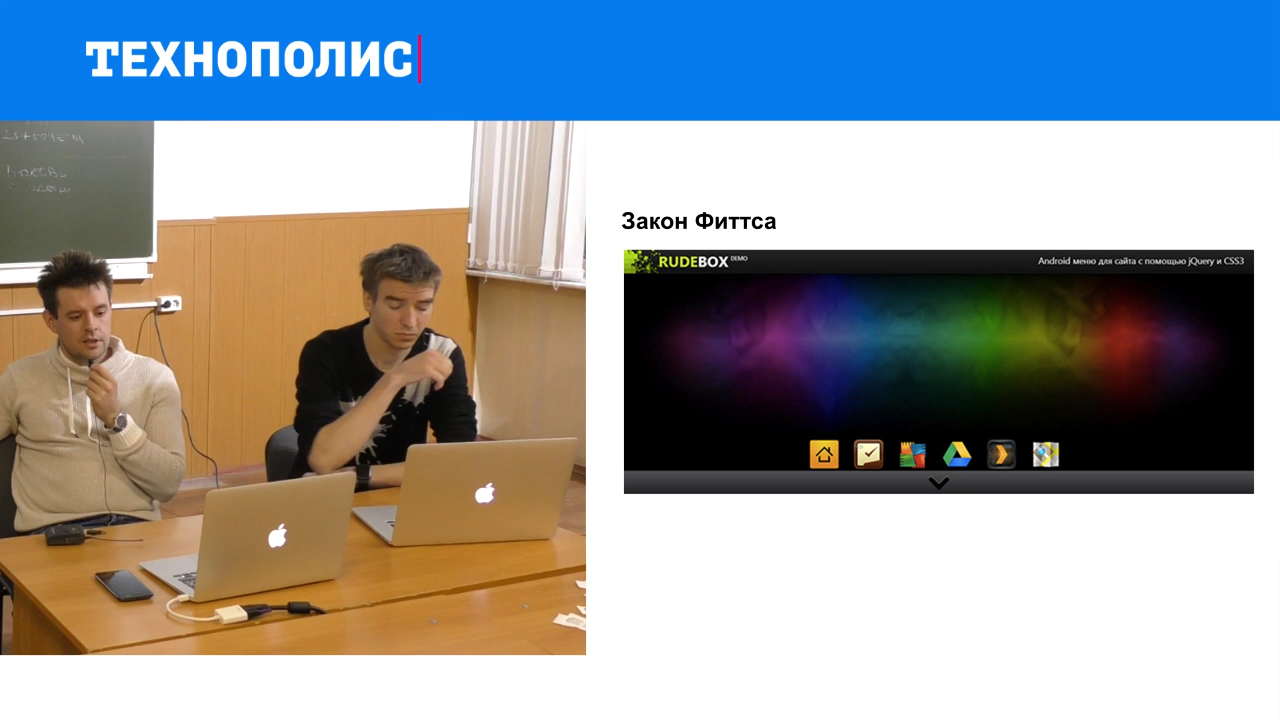 ТЕХНОПОЛИС
Закон Фиттса
RUDEBOX DEMO
Android меню для сайта с помощью jQuery и CSS3